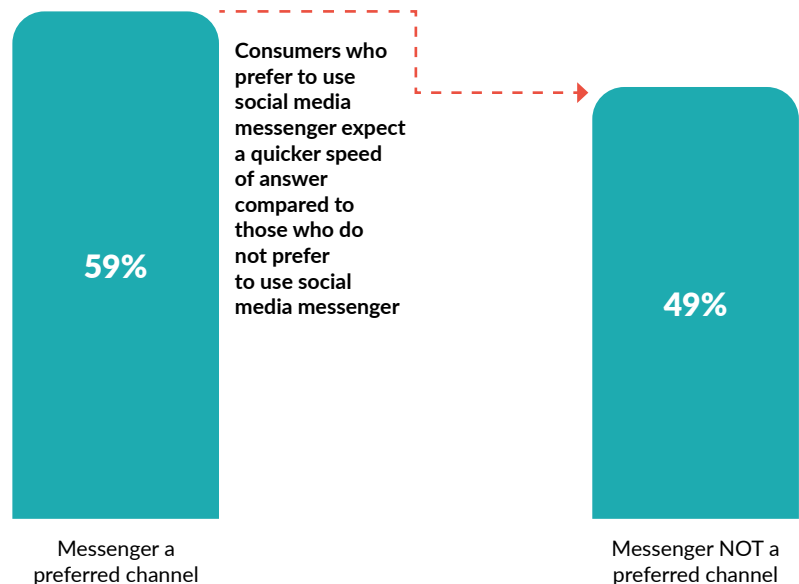 Consumers who
prefer to use
social media
messenger expect
a quicker speed
of answer
compared to
those who do
not prefer
to use social
media messenger
59%
49%
Messenger a
preferred channel
Messenger NOT a
preferred channel